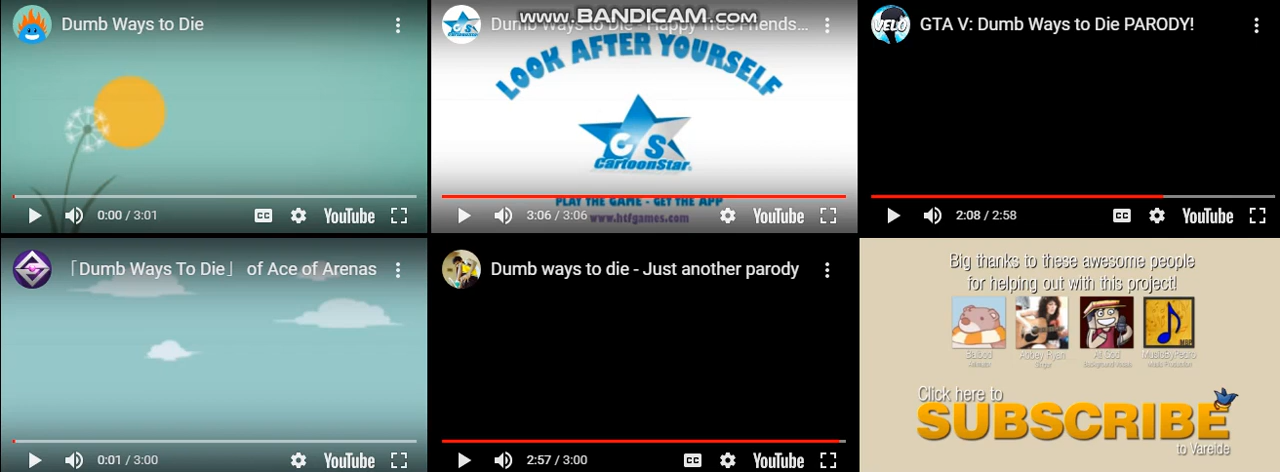 www.BANDICAM.com
Dumb Ways to Die
Dumb Ways to Die - Happy Tree Friends...
VELO
GTA V: Dumb Ways to Die PARODY!
LOOK AFTER YOURSELF
GS
CartoonStar
PLAY THE GAME - GET THE APP
www.htfgames.com
0:00 / 3:01
CC
YouTube
3:06 / 3:06
YouTube
2:08 / 2:58
CC
YouTube
「Dumb Ways To Die」 of Ace of Arenas
Dumb ways to die - Just another parody
Big thanks to these awesome people
for helping out with this project!
Abbey Ryan
Singer
MusicByPedro
Click here to
SUBSCRIBE
to Vareide
0:01 / 3:00
YouTube
2:57 / 3:00
CC
YouTube